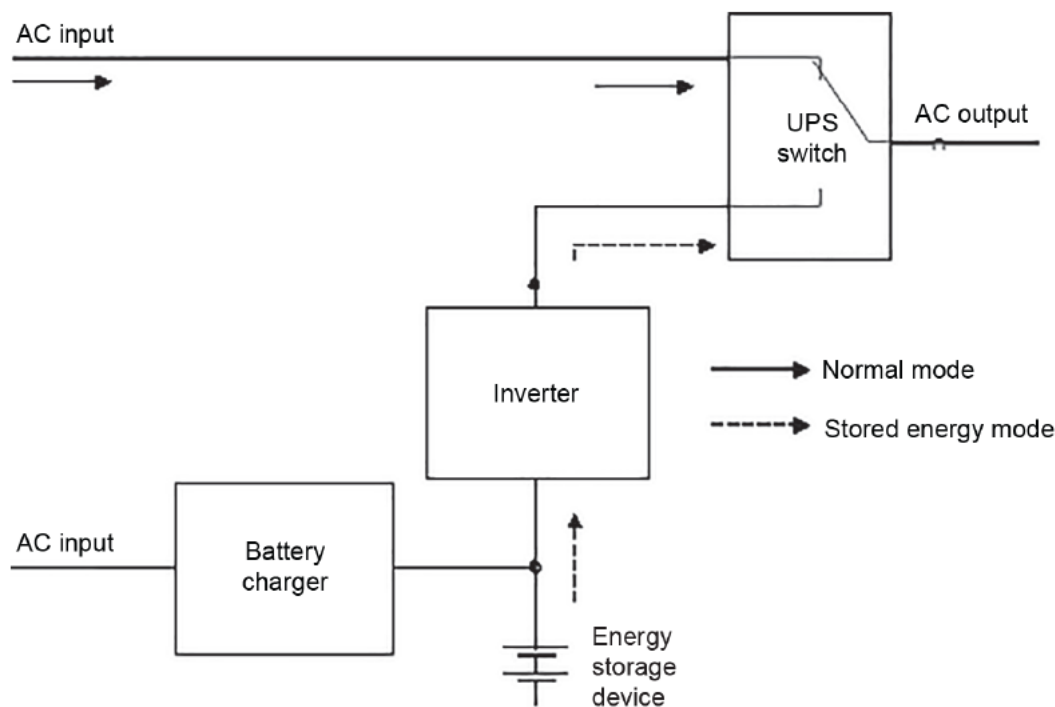 AC input
UPS
switch
AC output
Inverter
Normal mode
Stored energy mode
AC input
Battery
charger
Energy
storage
device